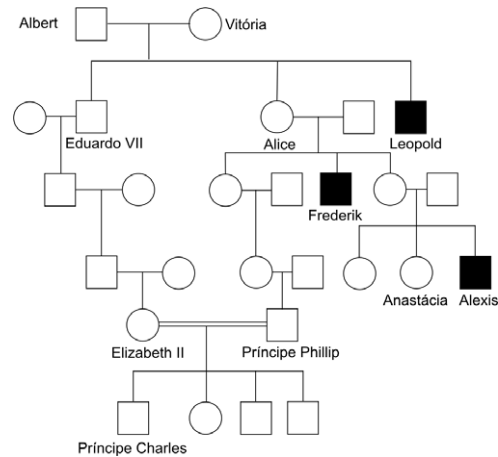 Albert
Vitória
Eduardo VII
Alice
Leopold
Frederik
Anastácia
Alexis
Elizabeth II
Príncipe Phillip
Príncipe Charles